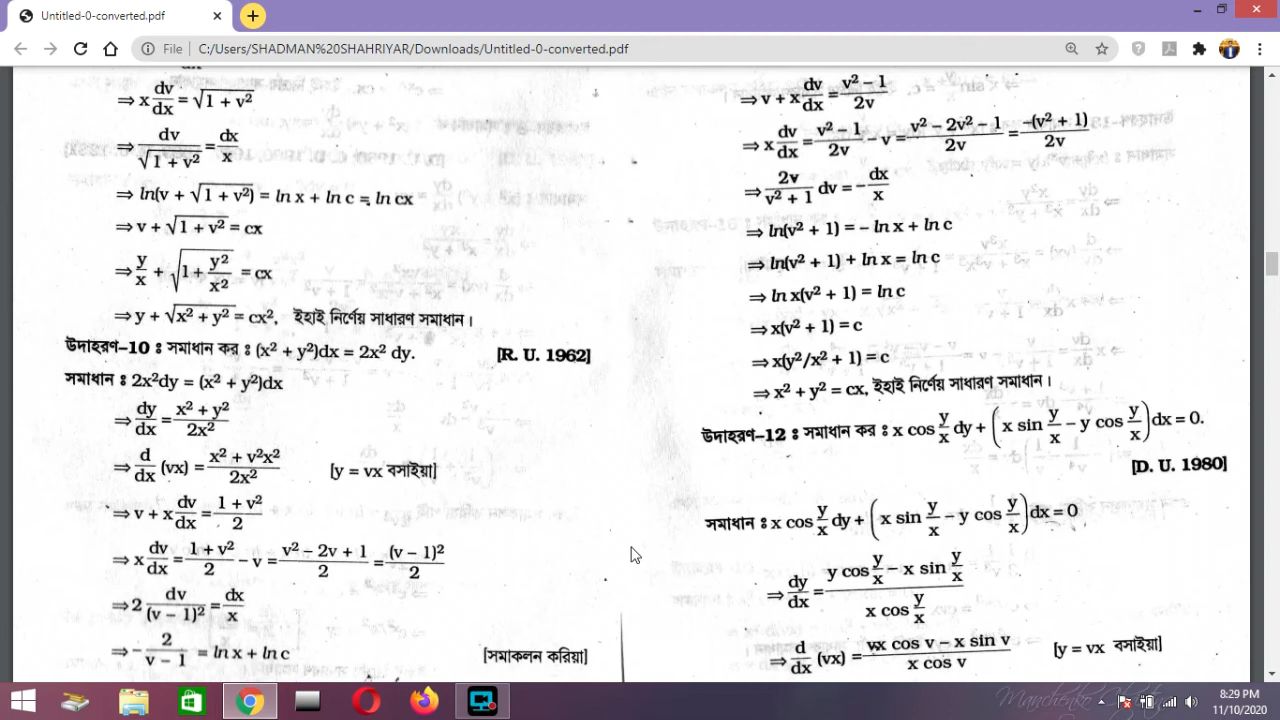 Untitled-0-converted.pdf
File | C:/Users/SHADMAN%20SHAHRIYAR/Downloads/Untitled-0-converted.pdf
⇒ x dv/dx = √(1 + v²)
⇒ dv/√(1 + v²) = dx/x
⇒ ln(v + √(1 + v²)) = ln x + ln c = ln cx
⇒ v + √(1 + v²) = cx
⇒ y/x + √(1 + y²/x²) = cx
⇒ y + √(x² + y²) = cx², ইহাই নির্ণেয় সাধারণ সমাধান।
উদাহরণ–10 ঃ সমাধান কর ঃ (x² + y²)dx = 2x² dy. [R. U. 1962]
সমাধান ঃ 2x²dy = (x² + y²)dx
⇒ dy/dx = (x² + y²)/2x²
⇒ d/dx (vx) = (x² + v²x²)/2x² [y = vx বসাইয়া]
⇒ v + x dv/dx = (1 + v²)/2
⇒ x dv/dx = (1 + v²)/2 – v = (v² – 2v + 1)/2 = (v – 1)²/2
⇒ 2 dv/(v – 1)² = dx/x
⇒ – 2/(v – 1) = ln x + ln c [সমাকলন করিয়া]
⇒ v + x dv/dx = (v² – 1)/2v
⇒ x dv/dx = (v² – 1)/2v – v = (v² – 2v² – 1)/2v = –(v² + 1)/2v
⇒ 2v/(v² + 1) dv = – dx/x
⇒ ln(v² + 1) = – ln x + ln c
⇒ ln(v² + 1) + ln x = ln c
⇒ ln x(v² + 1) = ln c
⇒ x(v² + 1) = c
⇒ x(y²/x² + 1) = c
⇒ x² + y² = cx, ইহাই নির্ণেয় সাধারণ সমাধান।
উদাহরণ–12 ঃ সমাধান কর ঃ x cos y/x dy + (x sin y/x – y cos y/x) dx = 0.
[D. U. 1980]
সমাধান ঃ x cos y/x dy + (x sin y/x – y cos y/x) dx = 0
⇒ dy/dx = (y cos y/x – x sin y/x)/(x cos y/x)
⇒ d/dx (vx) = (vx cos v – x sin v)/(x cos v) [y = vx বসাইয়া]
8:29 PM
11/10/2020